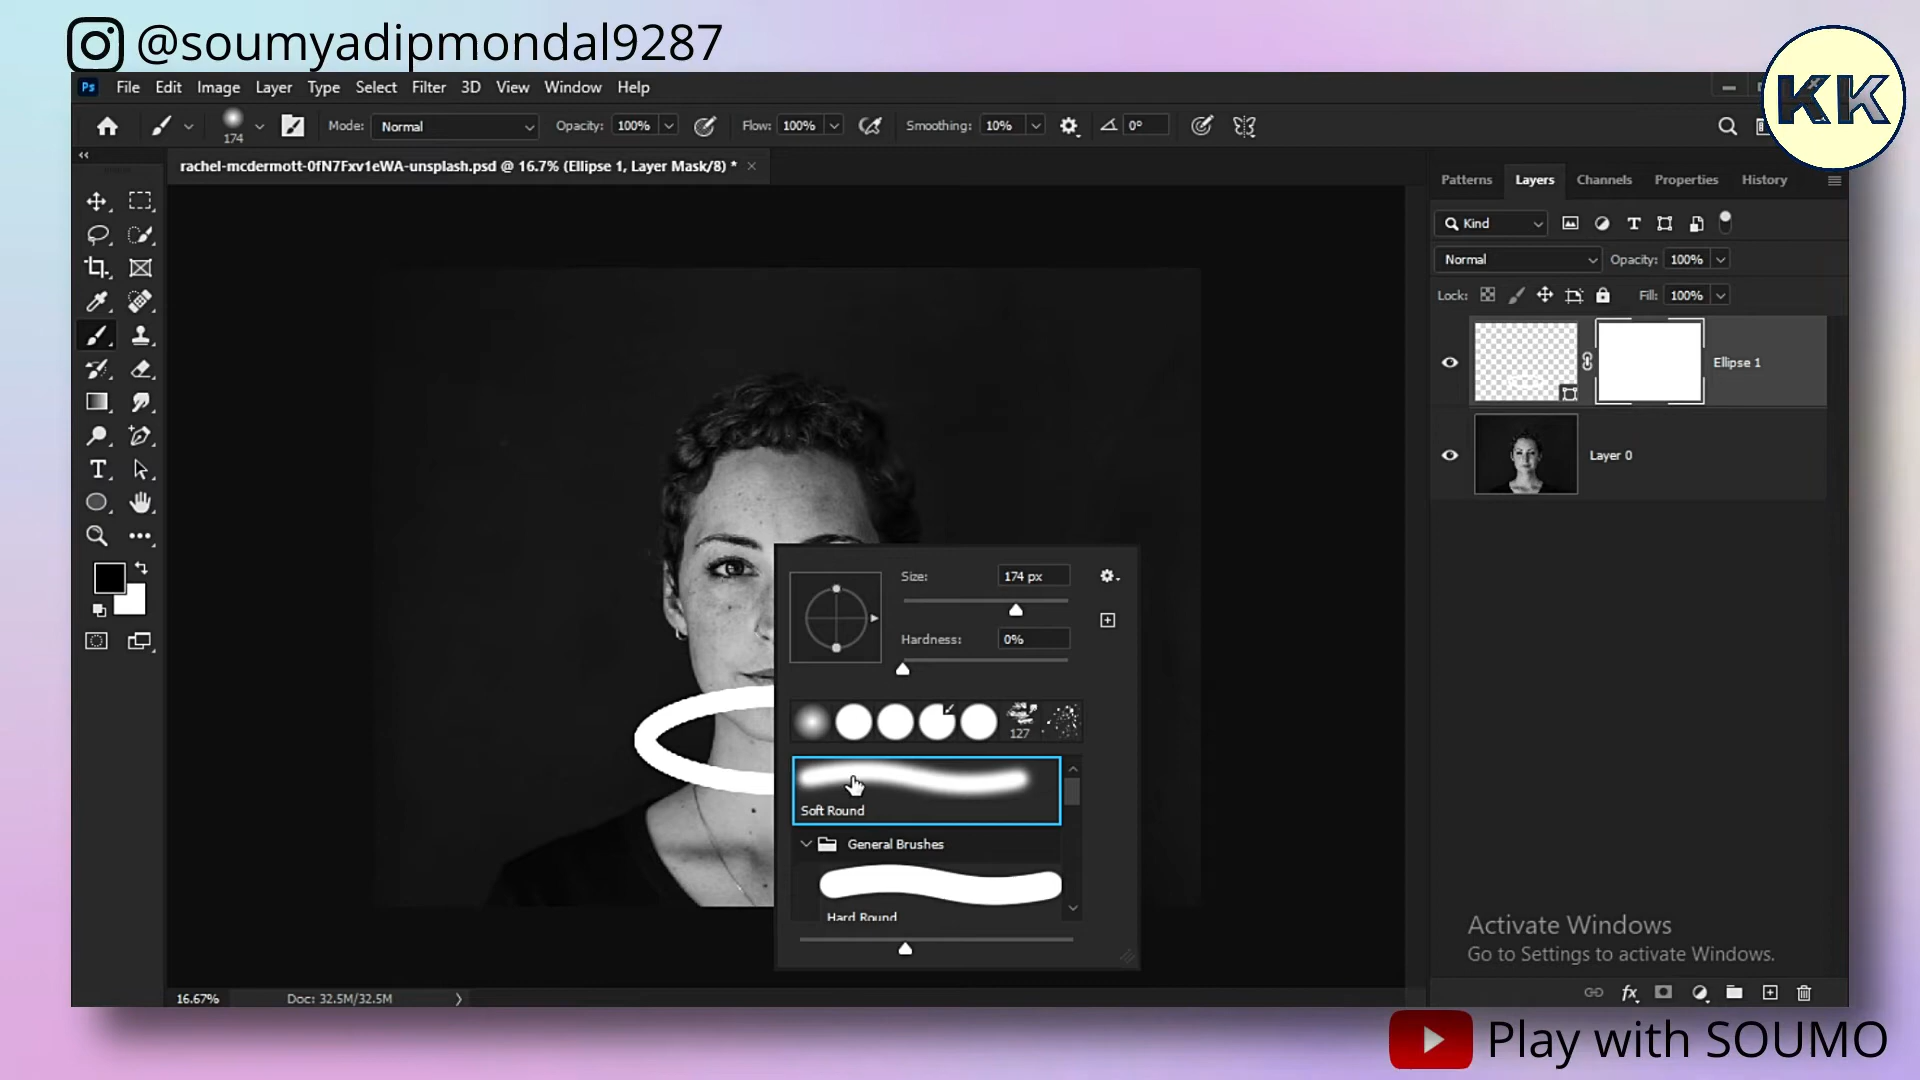 @soumyadipmondal9287
KK
Ps File Edit Image Layer Type Select Filter 3D View Window Help
174 Mode: Normal Opacity: 100% Flow: 100% Smoothing: 10% 0°
rachel-mcdermott-0fN7Fxv1eWA-unsplash.psd @ 16.7% (Ellipse 1, Layer Mask/8) *
Patterns Layers Channels Properties History
Kind
Normal Opacity: 100%
Lock: Fill: 100%
Ellipse 1
Layer 0
Size: 174 px
Hardness: 0%
127
Soft Round
General Brushes
Hard Round
Activate Windows
Go to Settings to activate Windows.
16.67% Doc: 32.5M/32.5M
Play with SOUMO